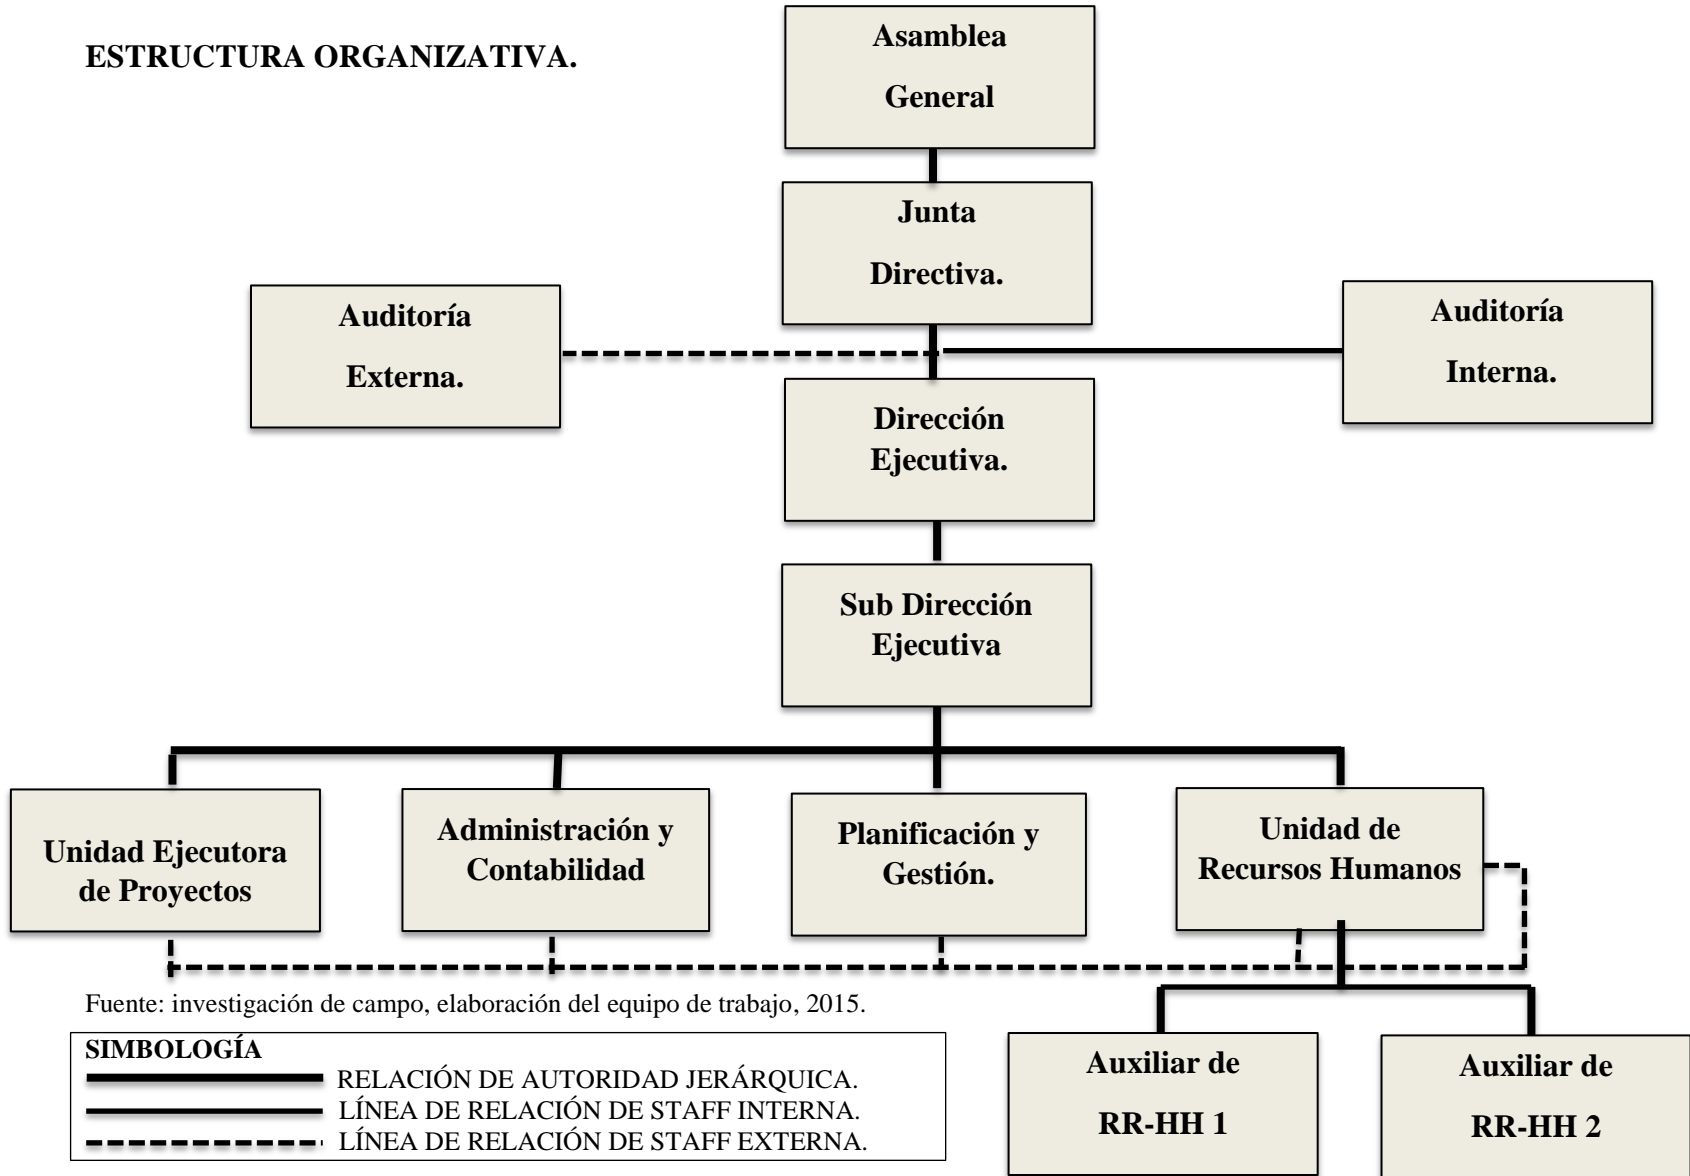 ESTRUCTURA ORGANIZATIVA.
Asamblea
General
Junta
Directiva.
Auditoría
Externa.
Auditoría
Interna.
Dirección
Ejecutiva.
Sub Dirección
Ejecutiva
Unidad Ejecutora
de Proyectos
Administración y
Contabilidad
Planificación y
Gestión.
Unidad de
Recursos Humanos
Fuente: investigación de campo, elaboración del equipo de trabajo, 2015.
SIMBOLOGÍA
RELACIÓN DE AUTORIDAD JERÁRQUICA.
LÍNEA DE RELACIÓN DE STAFF INTERNA.
LÍNEA DE RELACIÓN DE STAFF EXTERNA.
Auxiliar de
RR-HH 1
Auxiliar de
RR-HH 2